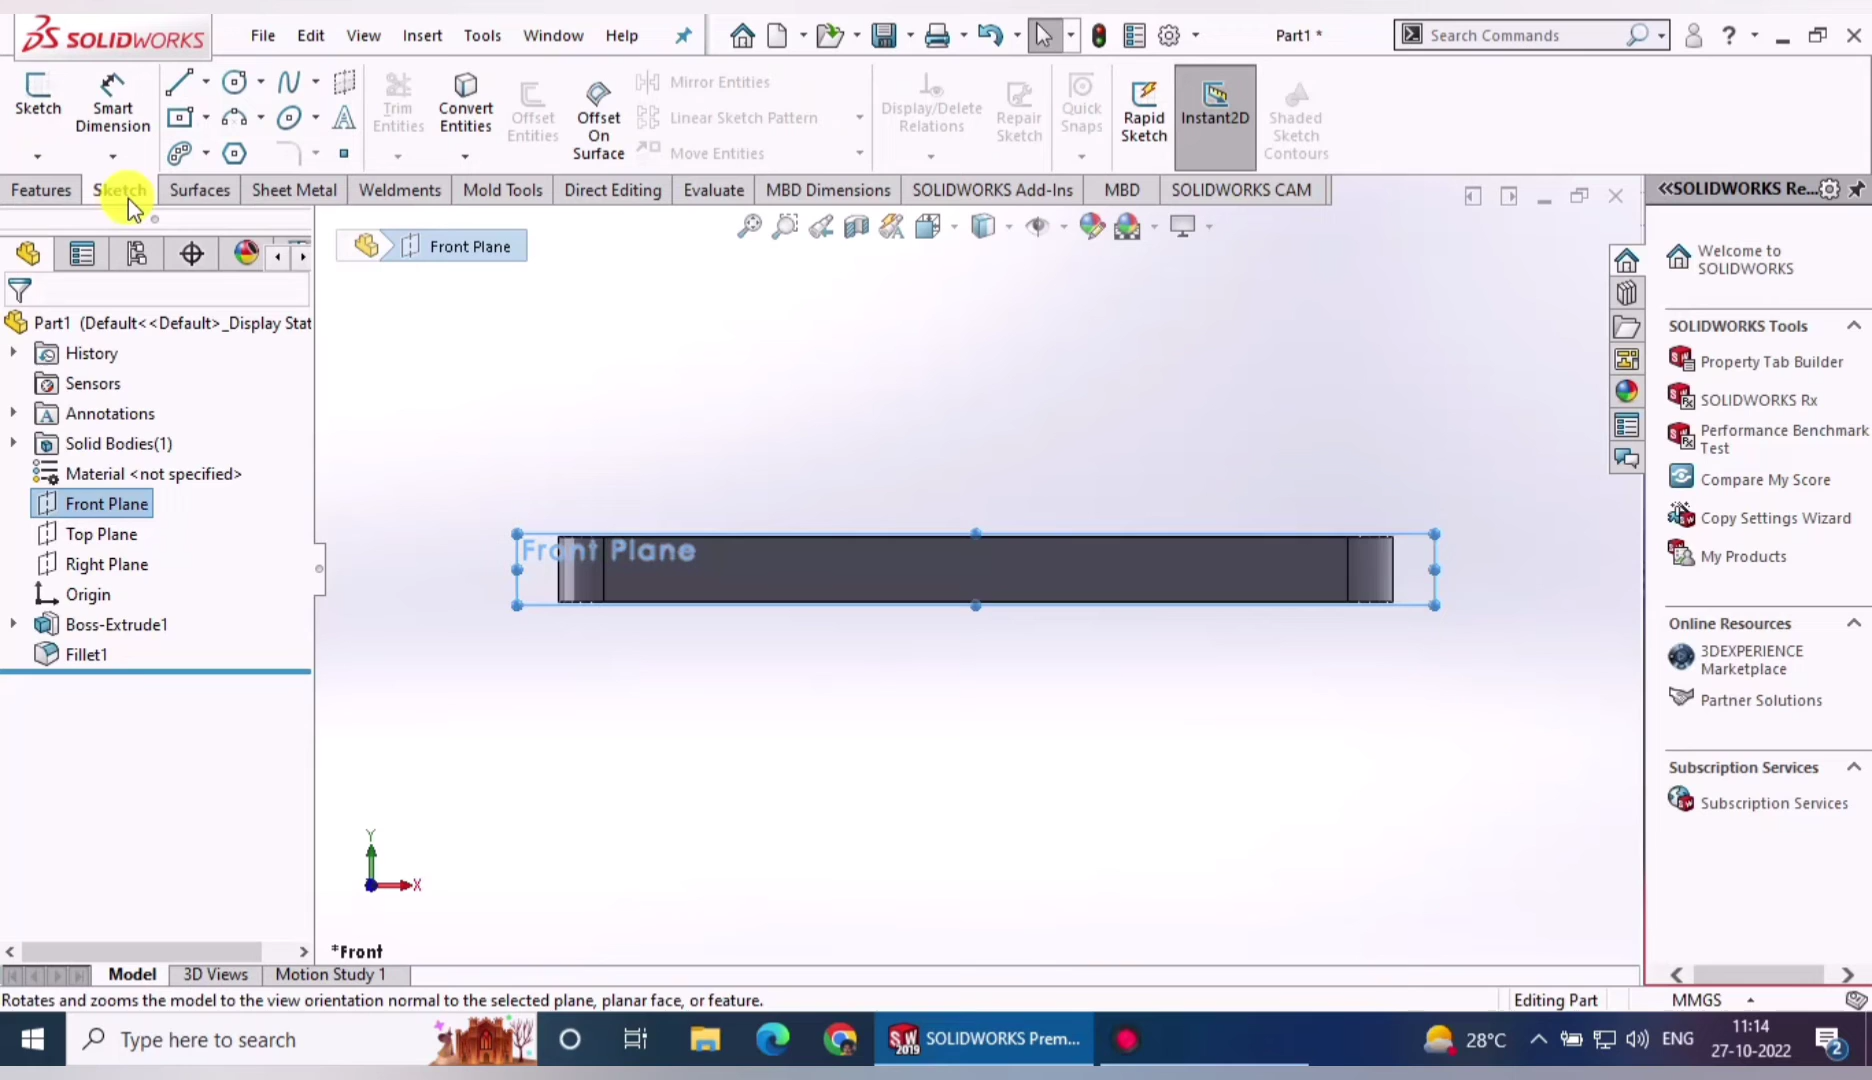 SOLIDWORKS File Edit View Insert Tools Window Help Part1 * Search Commands ?
Sketch Smart Dimension Trim Entities Convert Entities Offset Entities Offset On Surface Mirror Entities Linear Sketch Pattern Move Entities Display/Delete Relations Repair Sketch Quick Snaps Rapid Sketch Instant2D Shaded Sketch Contours
Features Sketch Surfaces Sheet Metal Weldments Mold Tools Direct Editing Evaluate MBD Dimensions SOLIDWORKS Add-Ins MBD SOLIDWORKS CAM
Front Plane
Part1 (Default<<Default>_Display Stat
History
Sensors
Annotations
Solid Bodies(1)
Material <not specified>
Front Plane
Top Plane
Right Plane
Origin
Boss-Extrude1
Fillet1
Front Plane
Y
X
*Front
SOLIDWORKS Re...
Welcome to
SOLIDWORKS
SOLIDWORKS Tools
Property Tab Builder
SOLIDWORKS Rx
Performance Benchmark
Test
Compare My Score
Copy Settings Wizard
My Products
Online Resources
3DEXPERIENCE
Marketplace
Partner Solutions
Subscription Services
Subscription Services
Model 3D Views Motion Study 1
Rotates and zooms the model to the view orientation normal to the selected plane, planar face, or feature. Editing Part MMGS
Type here to search SW 2019 SOLIDWORKS Prem... 28°C ENG 11:14
27-10-2022 2